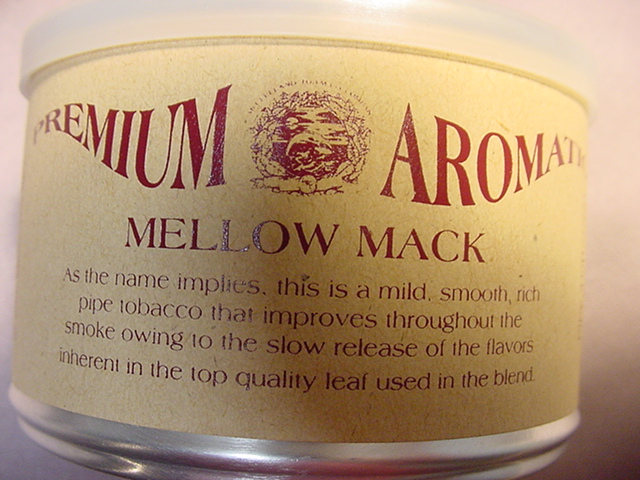 PREMIUM AROMATI
MELLOW MACK
As the name implies, this is a mild, smooth, rich
pipe tobacco that improves throughout the
smoke owing to the slow release of the flavors
inherent in the top quality leaf used in the blend.